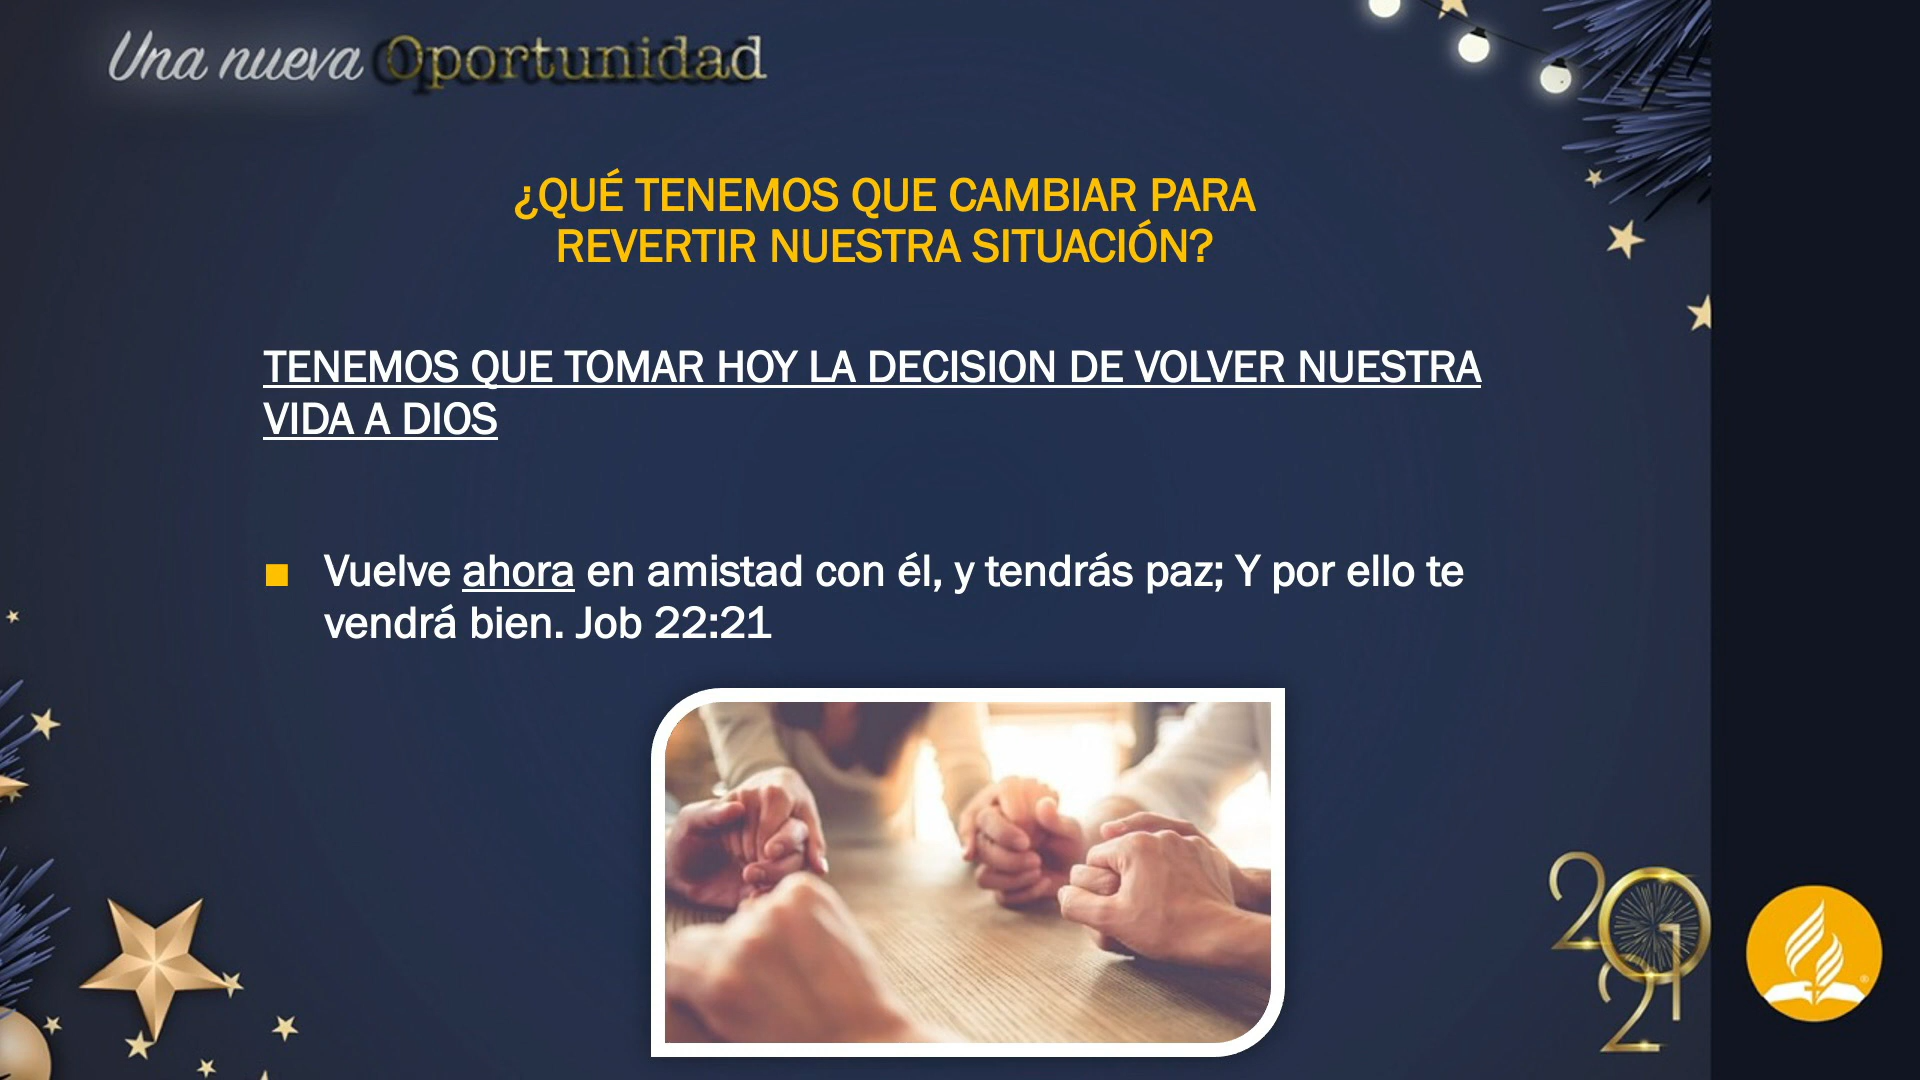 Una nueva Oportunidad
¿QUÉ TENEMOS QUE CAMBIAR PARA
REVERTIR NUESTRA SITUACIÓN?
TENEMOS QUE TOMAR HOY LA DECISION DE VOLVER NUESTRA
VIDA A DIOS
Vuelve ahora en amistad con él, y tendrás paz; Y por ello te
vendrá bien. Job 22:21
20
21